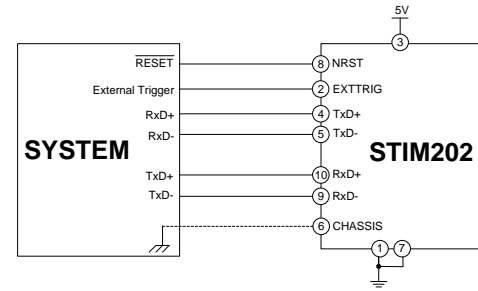 5V
3
RESET 8 NRST
External Trigger 2 EXTTRIG
RxD+ 4 TxD+
RxD- 5 TxD-
SYSTEM STIM202
TxD+ 10 RxD+
TxD- 9 RxD-
6 CHASSIS
1 7